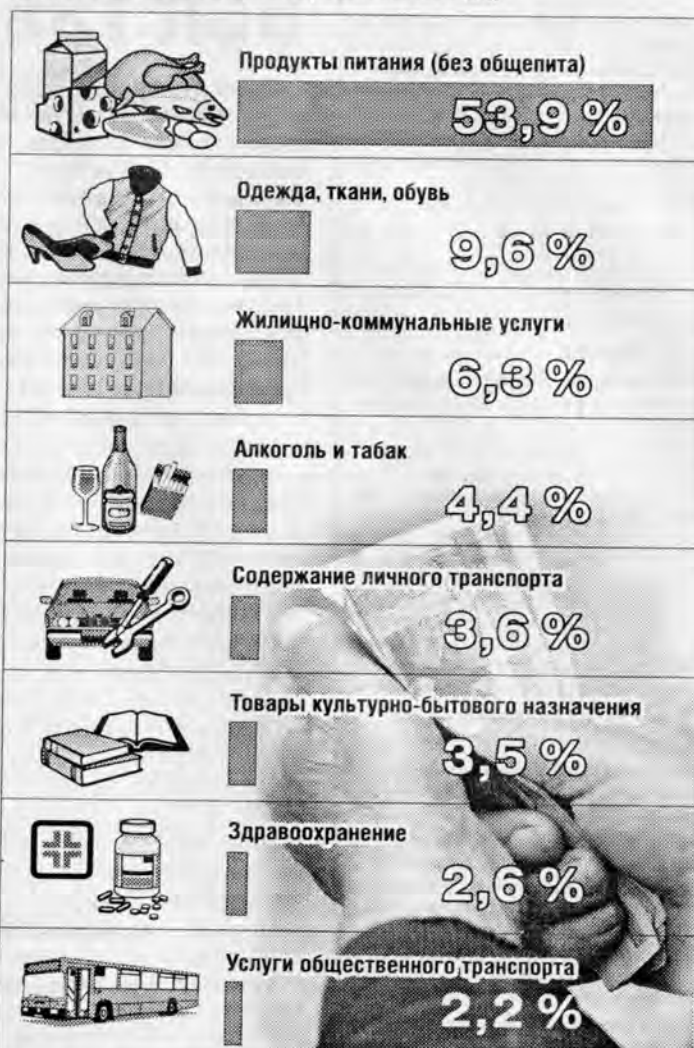 Продукты питания (без общепита)
53,9 %
Одежда, ткани, обувь
9,6 %
Жилищно-коммунальные услуги
6,3 %
Алкоголь и табак
4,4 %
Содержание личного транспорта
3,6 %
Товары культурно-бытового назначения
3,5 %
Здравоохранение
2,6 %
Услуги общественного транспорта
2,2 %